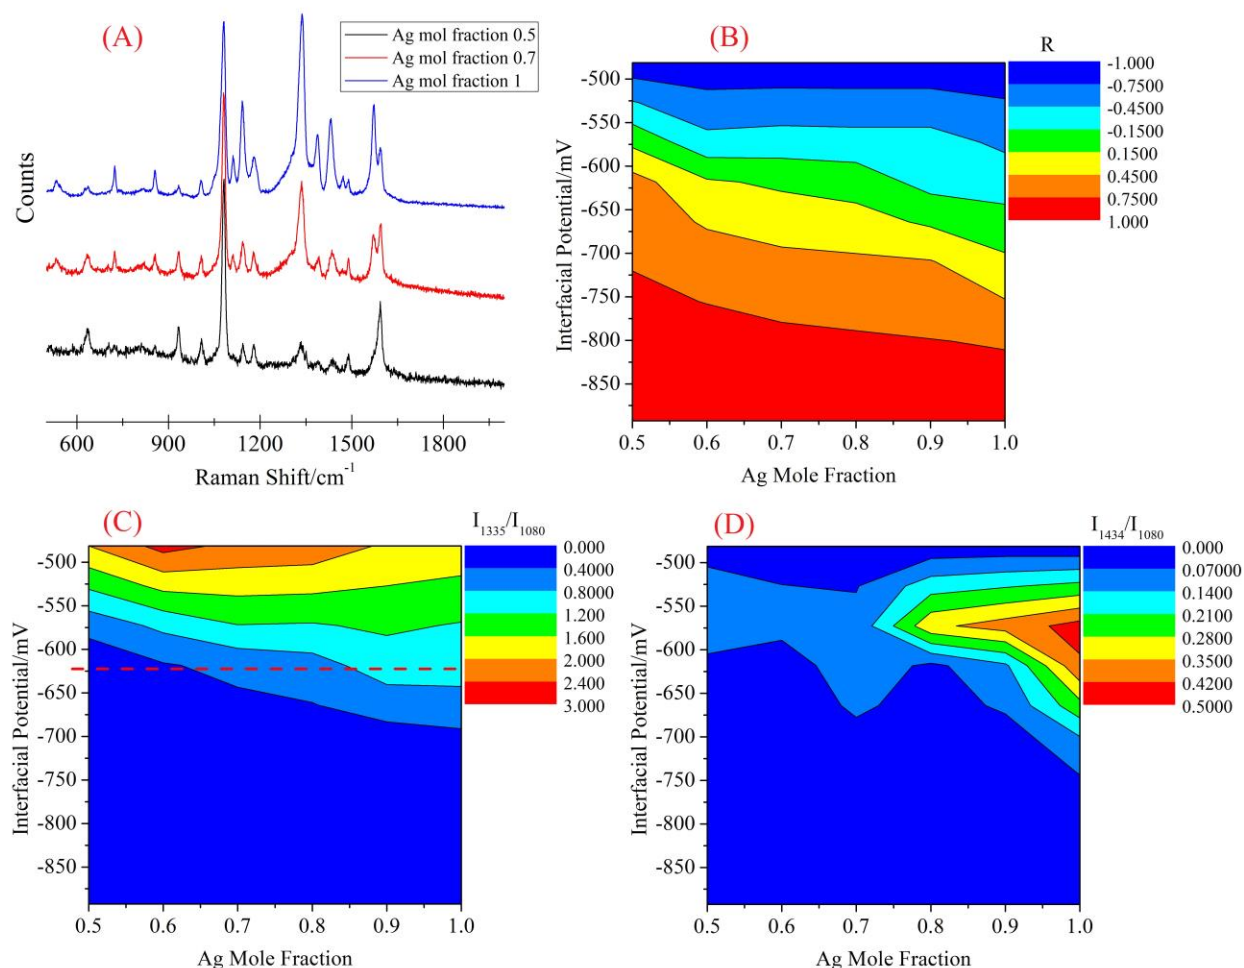 (A)
Ag mol fraction 0.5
Ag mol fraction 0.7
Ag mol fraction 1
Counts
600 900 1200 1500 1800
Raman Shift/cm⁻¹
(B)
R
-1.000
-0.7500
-0.4500
-0.1500
0.1500
0.4500
0.7500
1.000
Interfacial Potential/mV
-500
-550
-600
-650
-700
-750
-800
-850
0.5 0.6 0.7 0.8 0.9 1.0
Ag Mole Fraction
(C)
I₁₃₃₅/I₁₀₈₀
0.000
0.4000
0.8000
1.200
1.600
2.000
2.400
3.000
Interfacial Potential/mV
-500
-550
-600
-650
-700
-750
-800
-850
0.5 0.6 0.7 0.8 0.9 1.0
Ag Mole Fraction
(D)
I₁₄₃₄/I₁₀₈₀
0.000
0.07000
0.1400
0.2100
0.2800
0.3500
0.4200
0.5000
Interfacial Potential/mV
-500
-550
-600
-650
-700
-750
-800
-850
0.5 0.6 0.7 0.8 0.9 1.0
Ag Mole Fraction